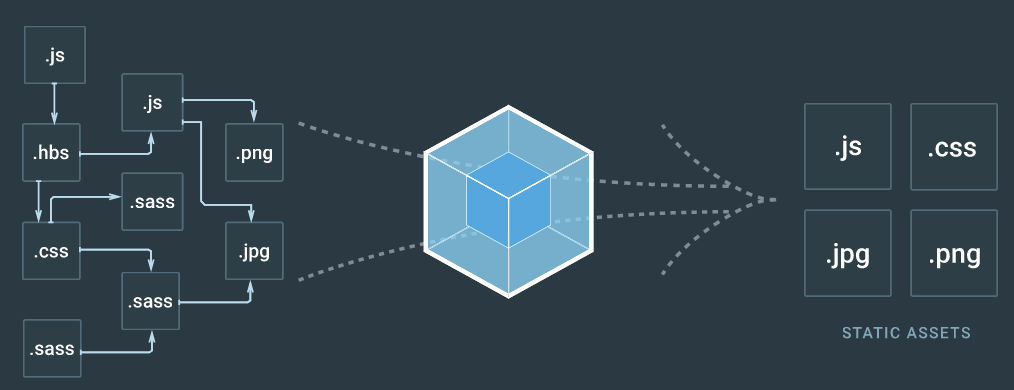 .js
.js
.hbs
.png
.sass
.css
.jpg
.sass
.sass
.js
.css
.jpg
.png
STATIC ASSETS